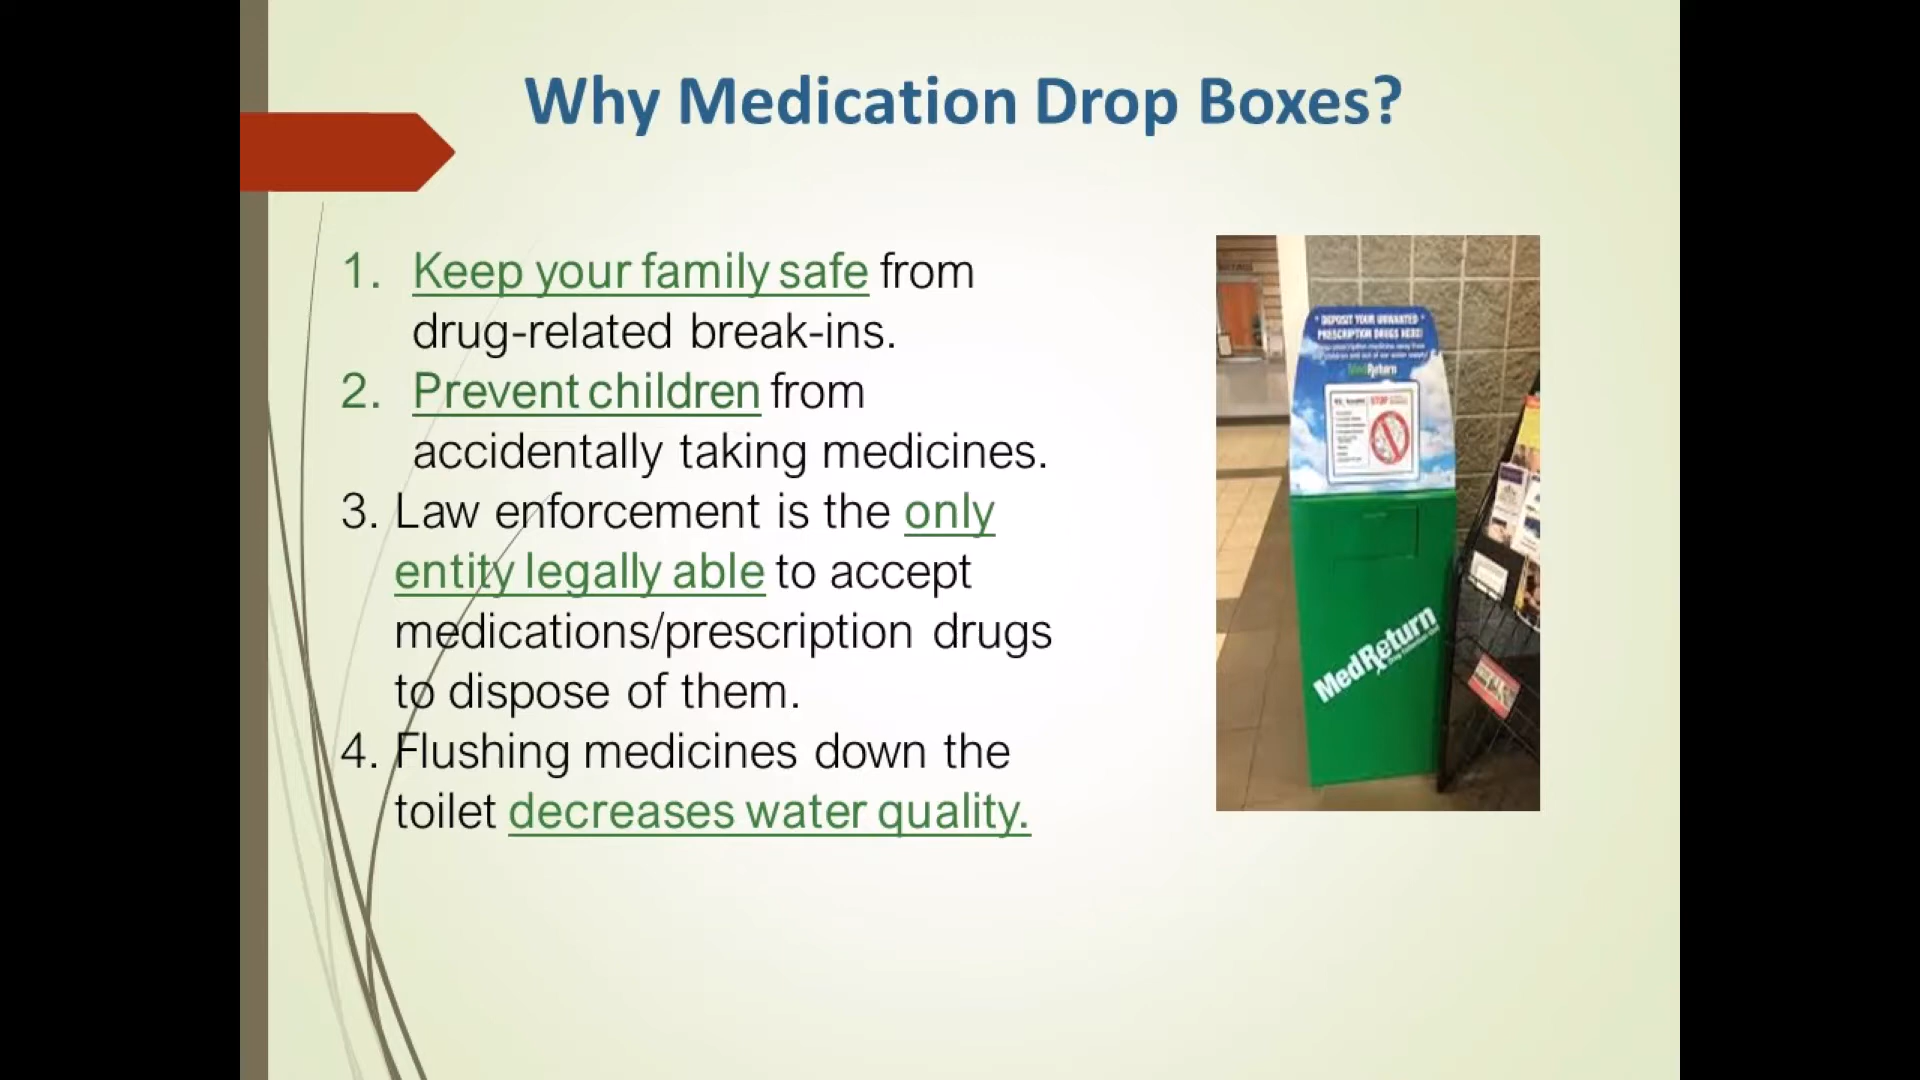 Why Medication Drop Boxes?
1. Keep your family safe from
drug-related break-ins.
2. Prevent children from
accidentally taking medicines.
3. Law enforcement is the only
entity legally able to accept
medications/prescription drugs
to dispose of them.
4. Flushing medicines down the
toilet decreases water quality.
DEPOSIT YOUR UNWANTED
PRESCRIPTION DRUGS HERE!
MedReturn
STOP
MedReturn